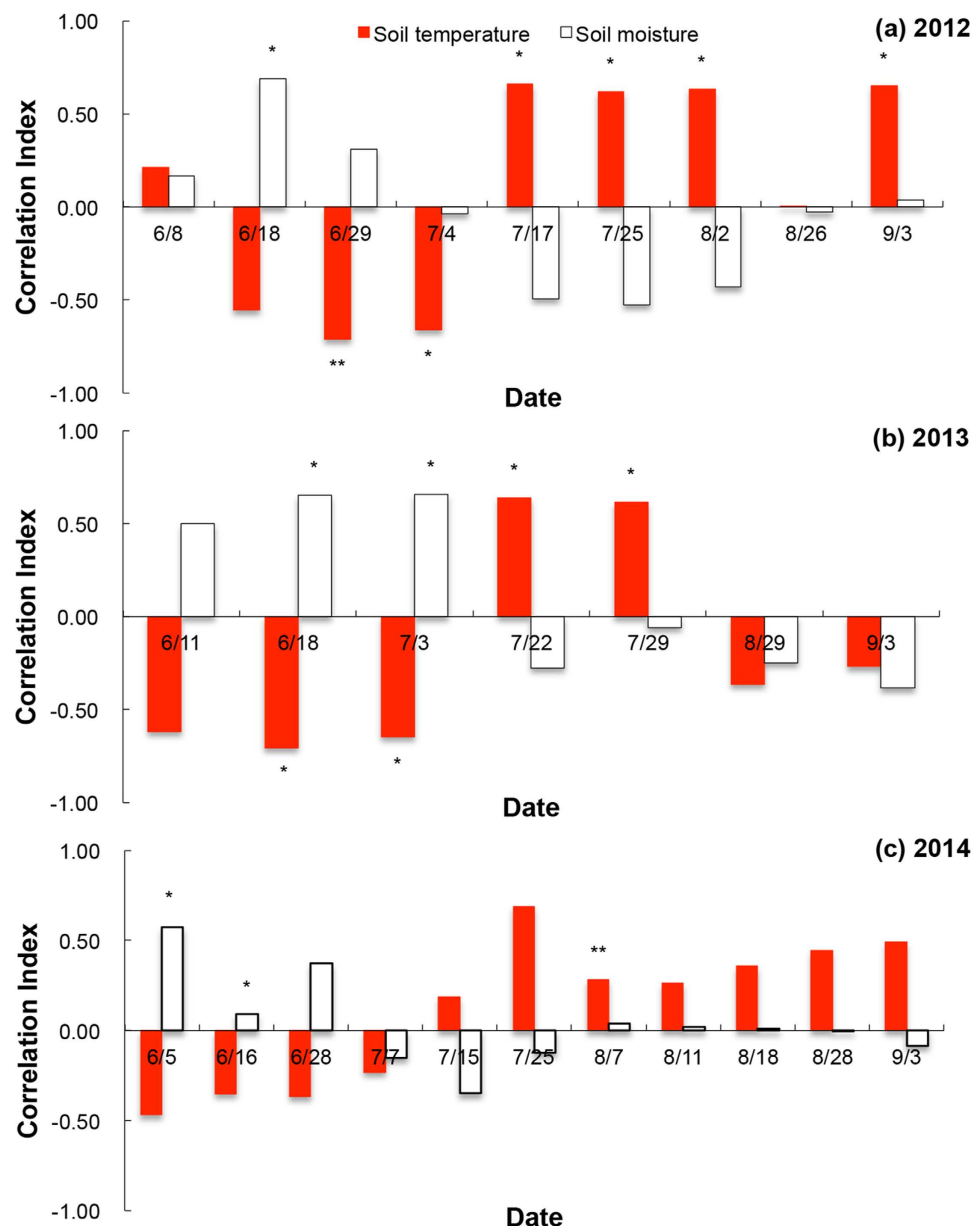 1.00
(a) 2012
Soil temperature Soil moisture
* * * * *
0.50
0.00
6/8 6/18 6/29 7/4 7/17 7/25 8/2 8/26 9/3
-0.50
** *
-1.00
Correlation Index
Date
1.00
(b) 2013
* * * *
0.50
0.00
6/11 6/18 7/3 7/22 7/29 8/29 9/3
-0.50
* *
-1.00
Correlation Index
Date
1.00
(c) 2014
* * **
0.50
0.00
6/5 6/16 6/28 7/7 7/15 7/25 8/7 8/11 8/18 8/28 9/3
-0.50
-1.00
Correlation Index
Date